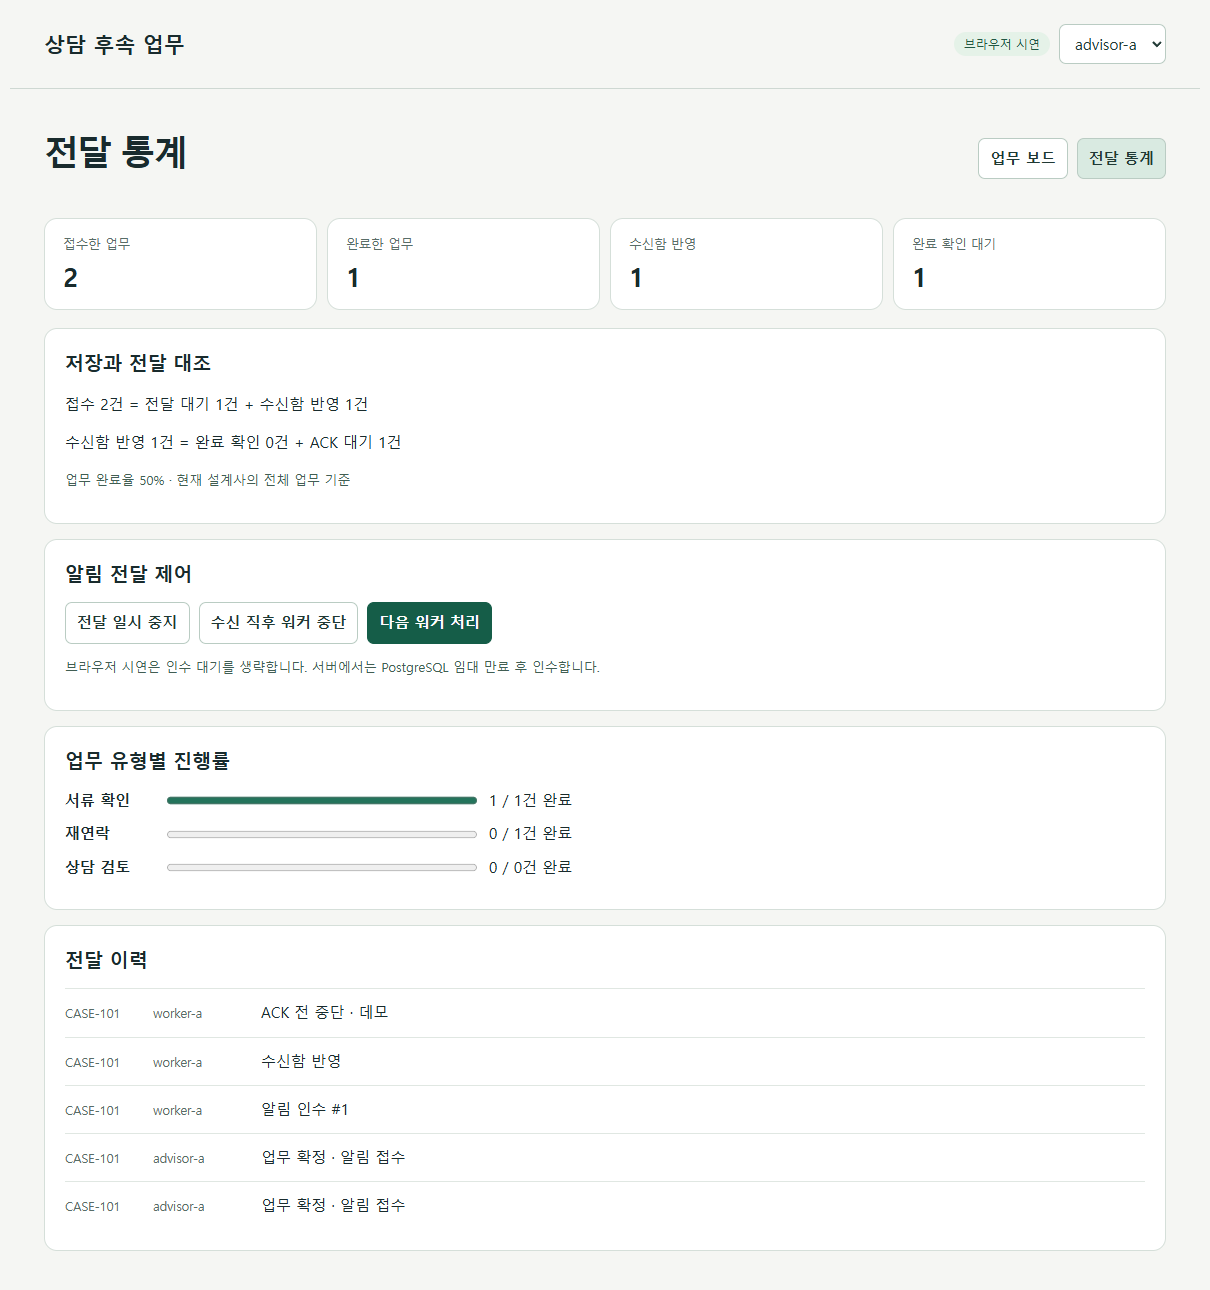 상담 후속 업무
브라우저 시연
advisor-a
전달 통계
업무 보드
전달 통계
접수한 업무
2
완료한 업무
1
수신함 반영
1
완료 확인 대기
1
저장과 전달 대조
접수 2건 = 전달 대기 1건 + 수신함 반영 1건
수신함 반영 1건 = 완료 확인 0건 + ACK 대기 1건
업무 완료율 50% · 현재 설계사의 전체 업무 기준
알림 전달 제어
전달 일시 중지
수신 직후 워커 중단
다음 워커 처리
브라우저 시연은 인수 대기를 생략합니다. 서버에서는 PostgreSQL 임대 만료 후 인수합니다.
업무 유형별 진행률
서류 확인 1 / 1건 완료
재연락 0 / 1건 완료
상담 검토 0 / 0건 완료
전달 이력
CASE-101 worker-a ACK 전 중단 · 데모
CASE-101 worker-a 수신함 반영
CASE-101 worker-a 알림 인수 #1
CASE-101 advisor-a 업무 확정 · 알림 접수
CASE-101 advisor-a 업무 확정 · 알림 접수